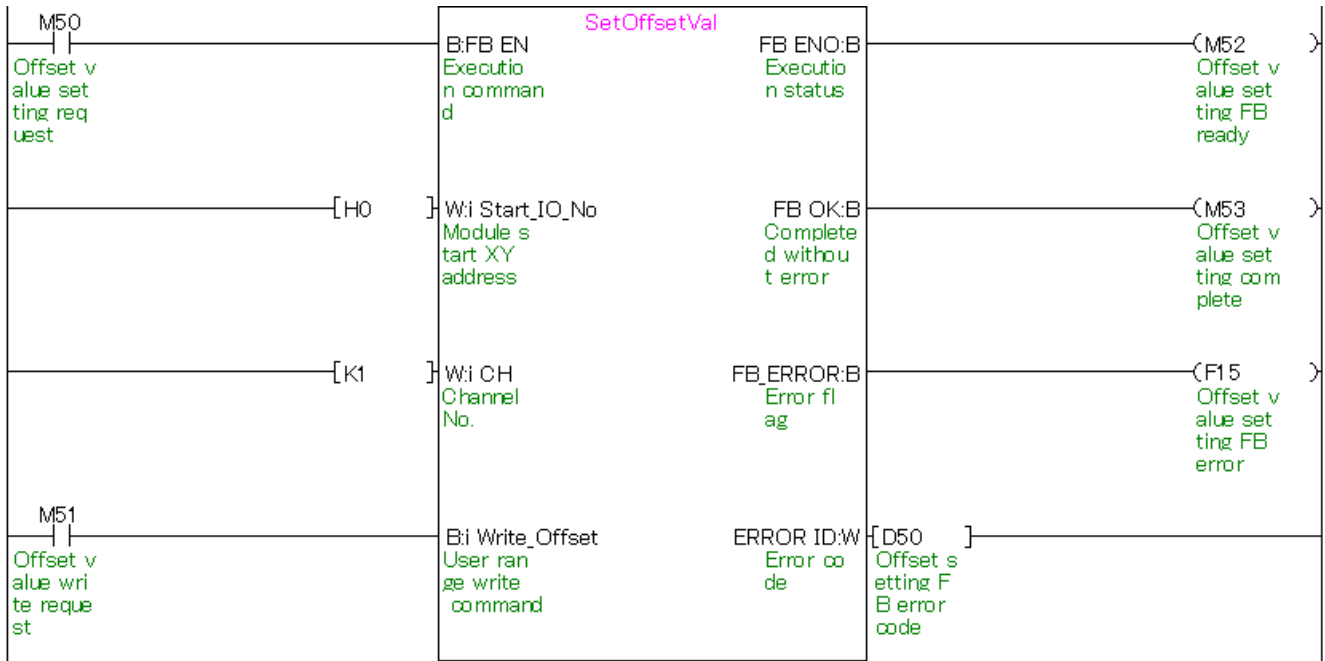 M50
SetOffsetVal
B:FB EN
FB ENO:B
(M52 )
Offset v
alue set
ting req
uest
Executio
n comman
d
Executio
n status
Offset v
alue set
ting FB
ready
[H0 ]
W:i Start_IO_No
FB OK:B
(M53 )
Module s
tart XY
address
Complete
d withou
t error
Offset v
alue set
ting com
plete
[K1 ]
W:i CH
FB_ERROR:B
(F15 )
Channel
No.
Error fl
ag
Offset v
alue set
ting FB
error
M51
B:i Write_Offset
ERROR ID:W
[D50 ]
Offset v
alue wri
te reque
st
User ran
ge write
command
Error co
de
Offset s
etting F
B error
code